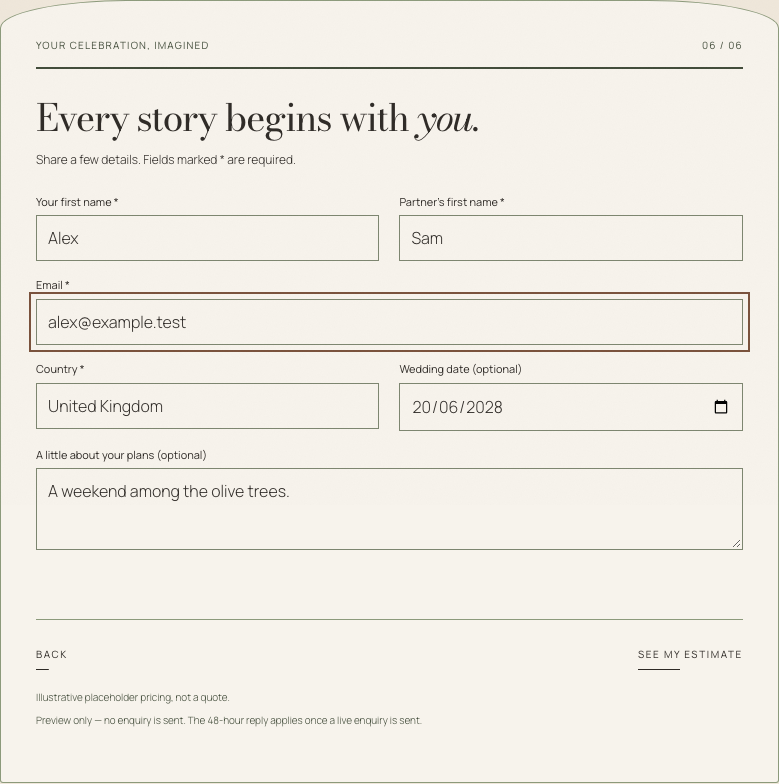 YOUR CELEBRATION, IMAGINED
06 / 06
Every story begins with you.
Share a few details. Fields marked * are required.
Your first name *
Partner's first name *
Alex
Sam
Email *
alex@example.test
Country *
Wedding date (optional)
United Kingdom
20/06/2028
A little about your plans (optional)
A weekend among the olive trees.
BACK
SEE MY ESTIMATE
Illustrative placeholder pricing, not a quote.
Preview only — no enquiry is sent. The 48-hour reply applies once a live enquiry is sent.